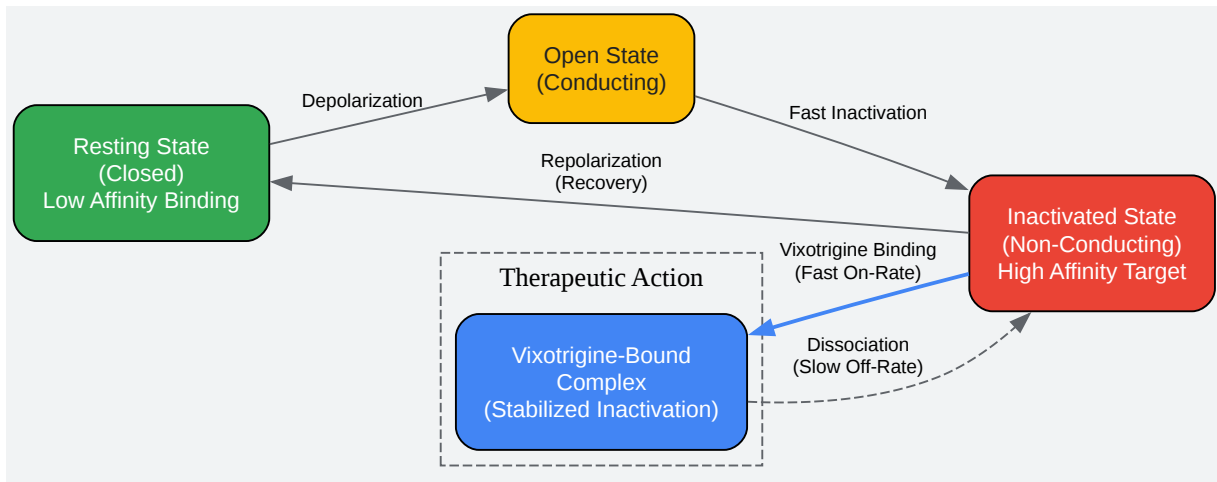 Open State
(Conducting)
Depolarization
Fast Inactivation
Resting State
(Closed)
Low Affinity Binding
Repolarization
(Recovery)
Inactivated State
(Non-Conducting)
High Affinity Target
Vixotrigine Binding
(Fast On-Rate)
Therapeutic Action
Vixotrigine-Bound
Complex
(Stabilized Inactivation)
Dissociation
(Slow Off-Rate)